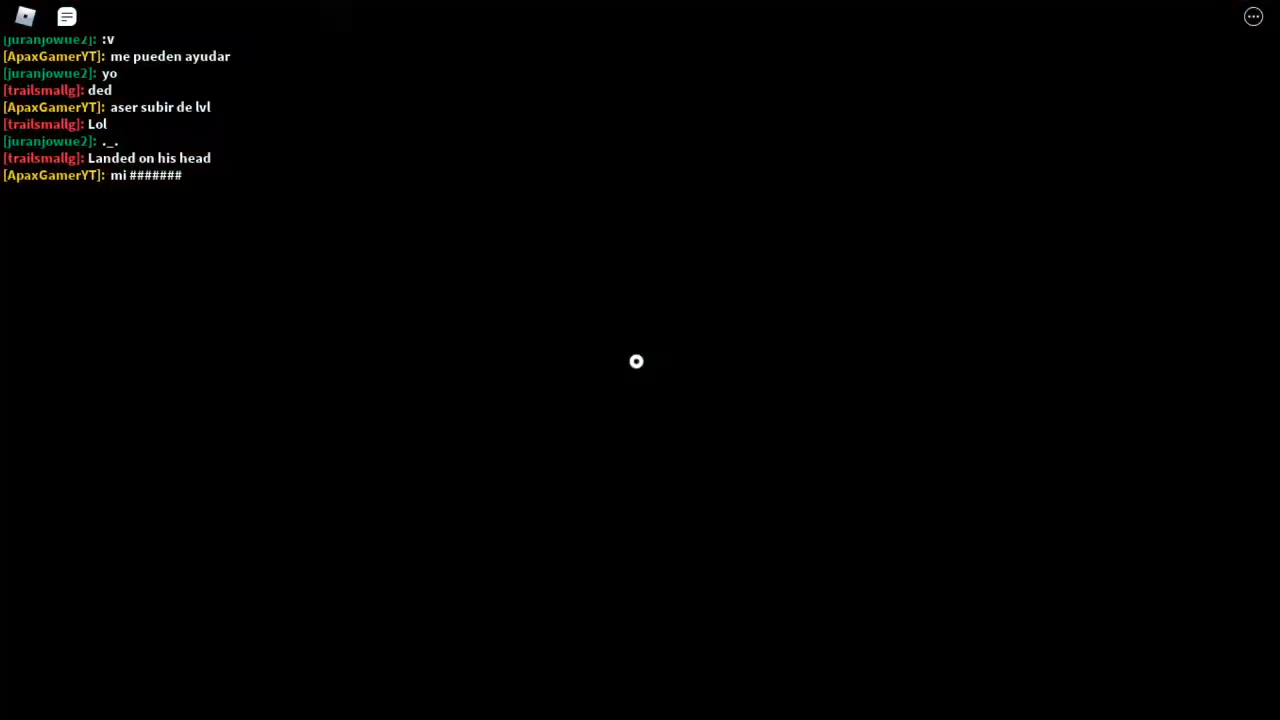 [juranjowue2]: :v
[ApaxGamerYT]: me pueden ayudar
[juranjowue2]: yo
[trailsmallg]: ded
[ApaxGamerYT]: aser subir de lvl
[trailsmallg]: Lol
[juranjowue2]: ._.
[trailsmallg]: Landed on his head
[ApaxGamerYT]: mi #######